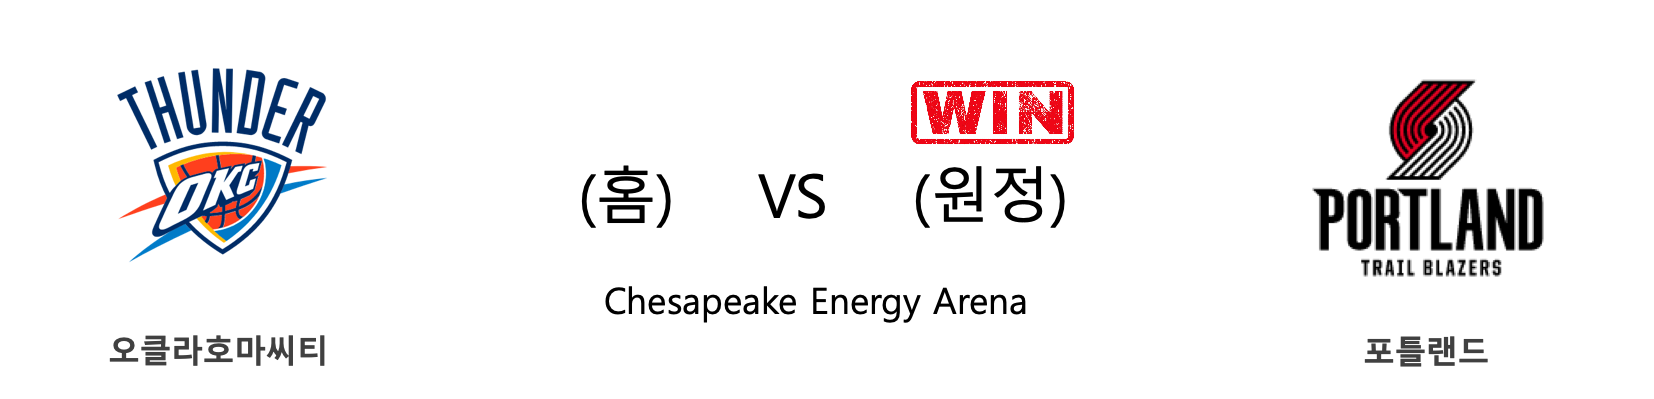 THUNDER
OKC
오클라호마씨티
(홈) VS (원정)
WIN
Chesapeake Energy Arena
PORTLAND
TRAIL BLAZERS
포틀랜드